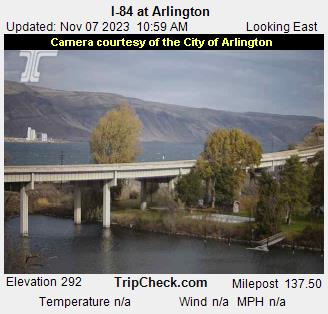 I-84 at Arlington
Updated: Nov 07 2023 10:59 AM Looking East
Camera courtesy of the City of Arlington
Elevation 292 TripCheck.com Milepost 137.50
Temperature n/a Wind n/a MPH n/a